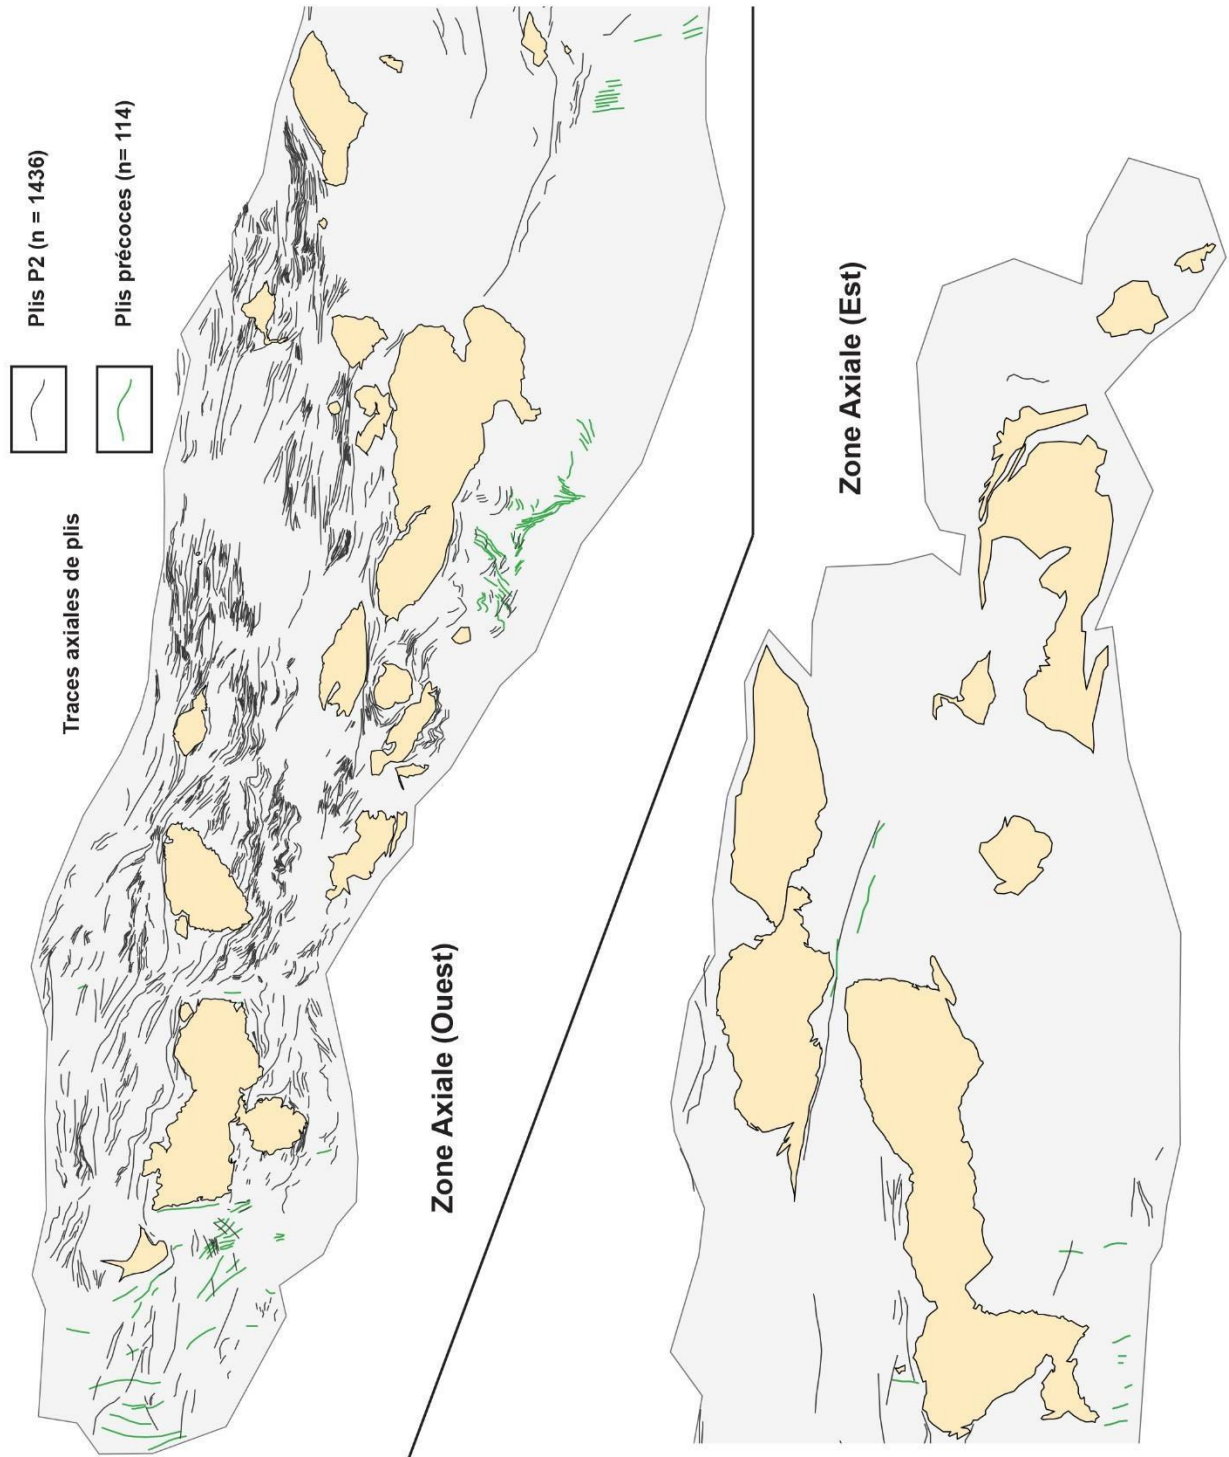 Traces axiales de plis
Plis P2 (n = 1436)
Plis précoces (n= 114)
Zone Axiale (Ouest)
Zone Axiale (Est)